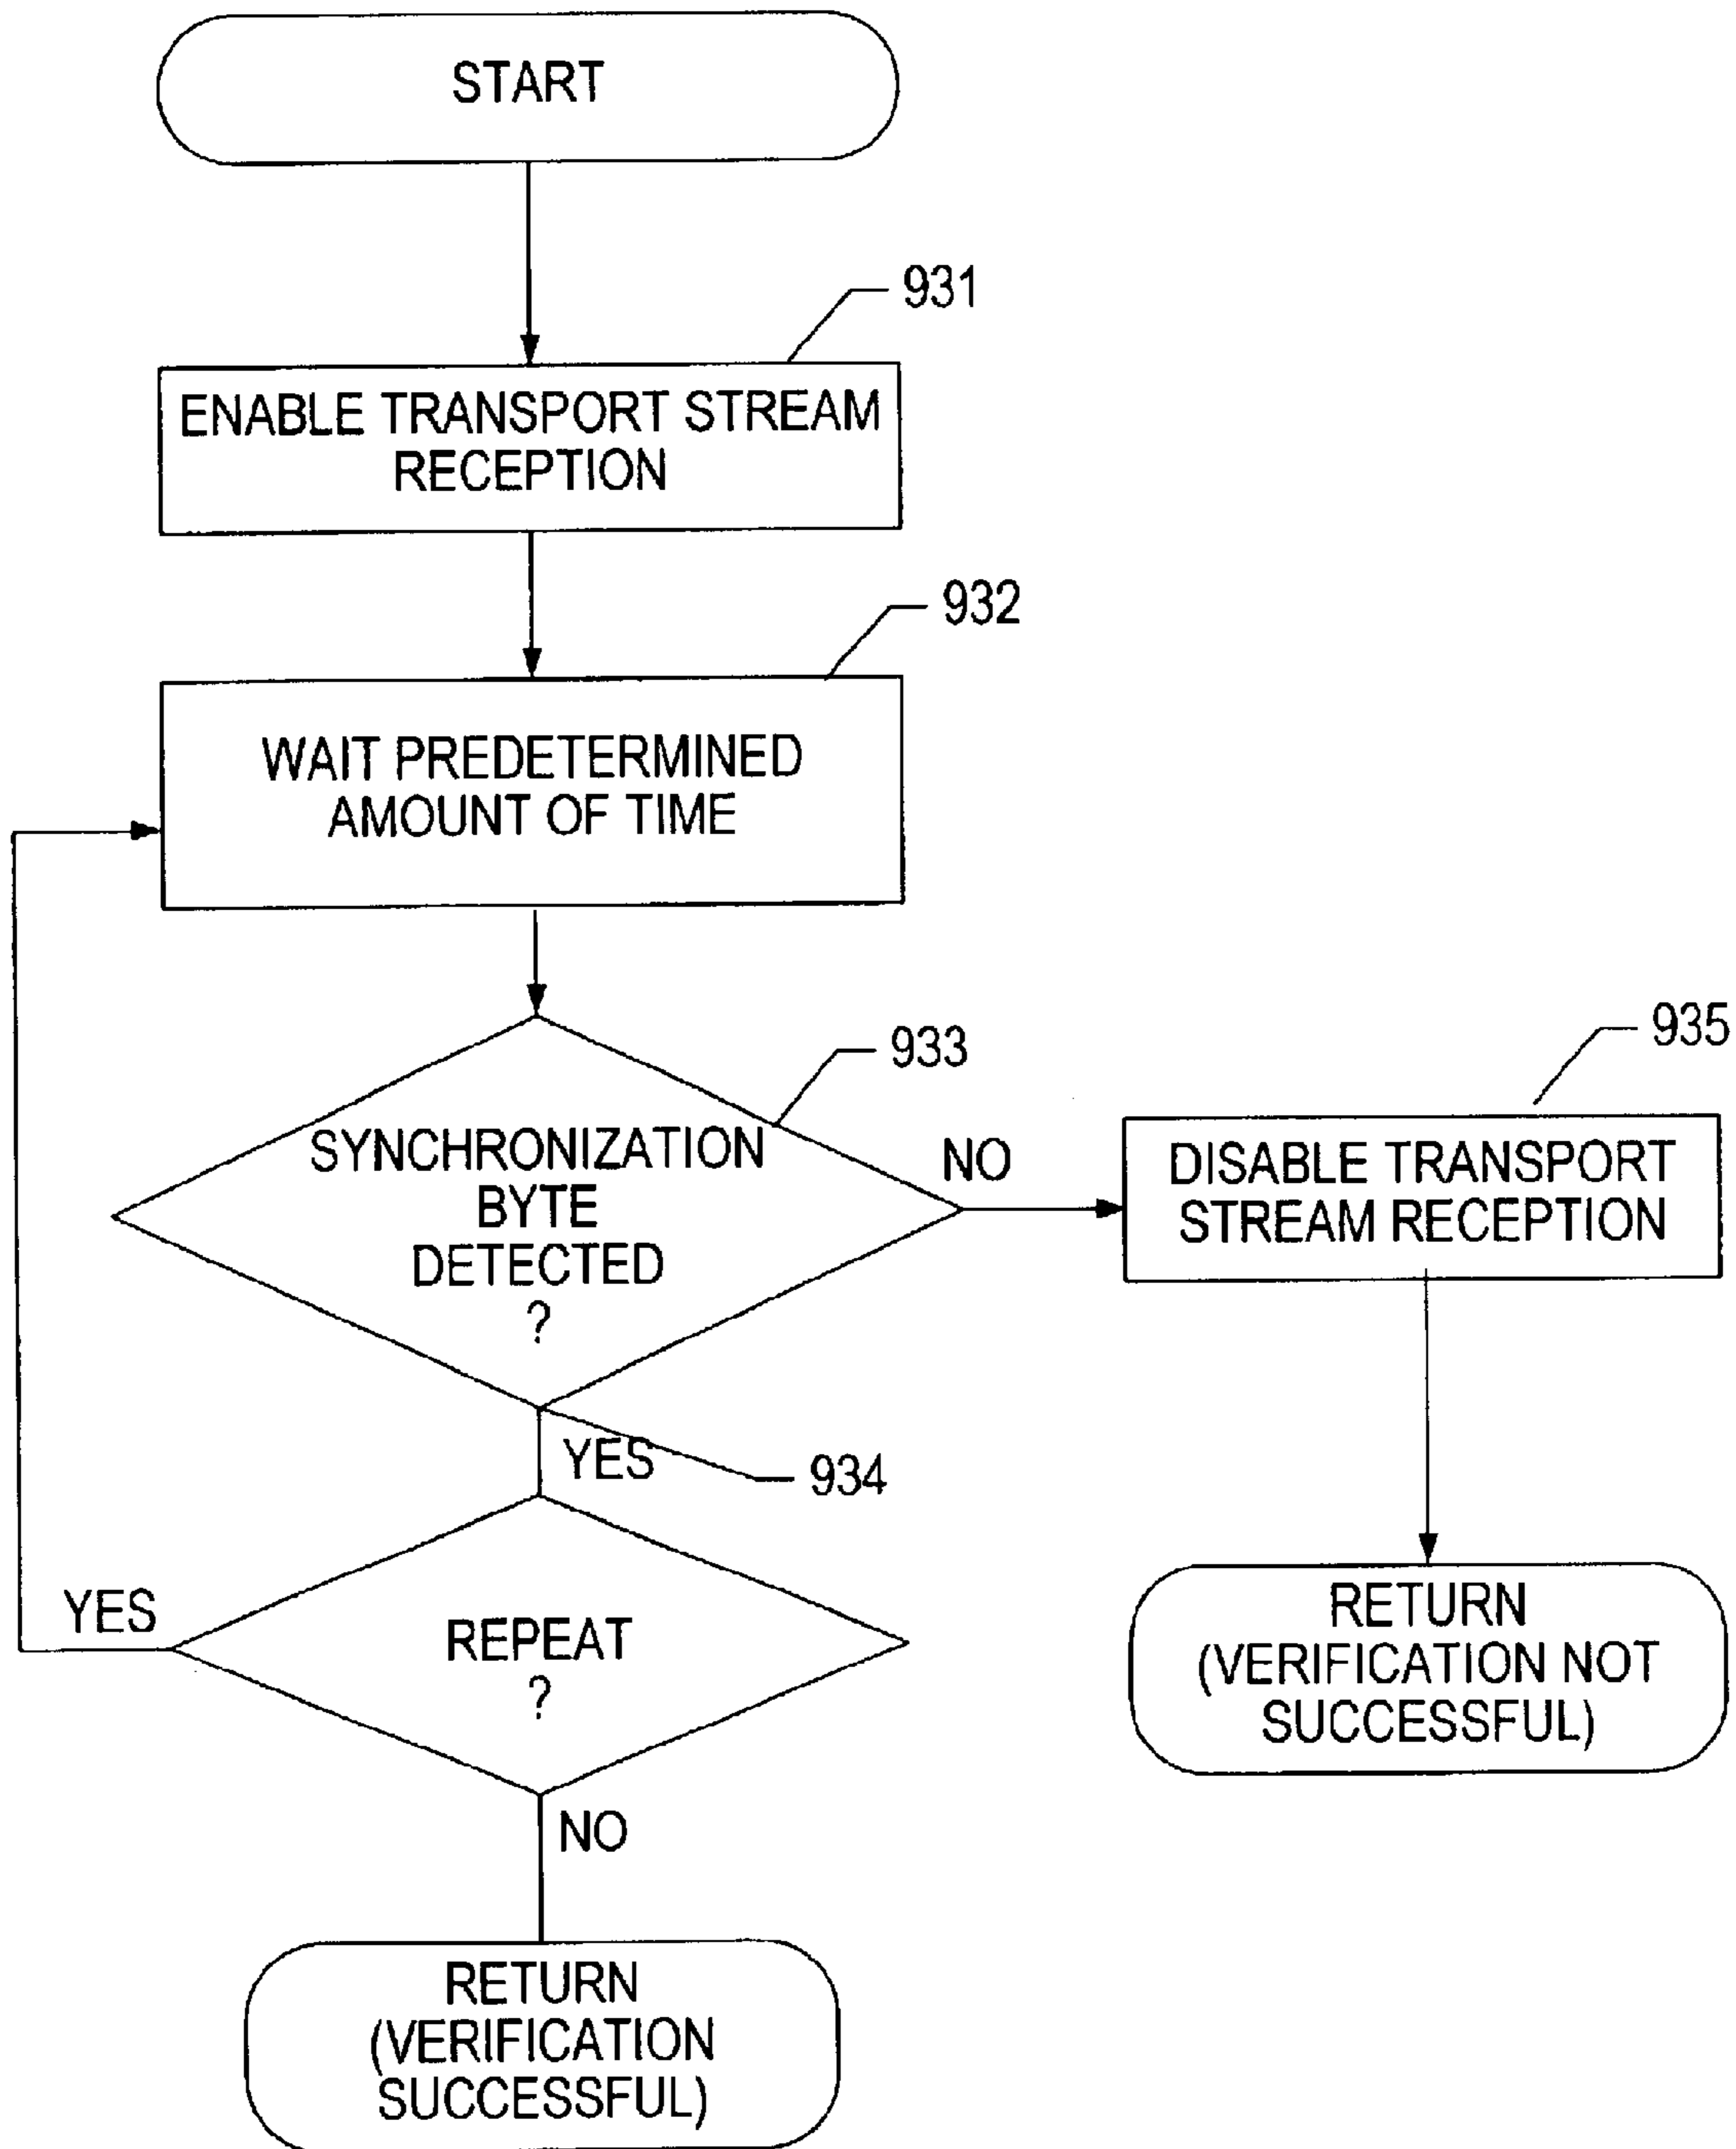 START
931
ENABLE TRANSPORT STREAM
RECEPTION
932
WAIT PREDETERMINED
AMOUNT OF TIME
933
SYNCHRONIZATION
BYTE
DETECTED
?
NO
935
DISABLE TRANSPORT
STREAM RECEPTION
YES
934
YES
REPEAT
?
RETURN
(VERIFICATION NOT
SUCCESSFUL)
NO
RETURN
(VERIFICATION
SUCCESSFUL)